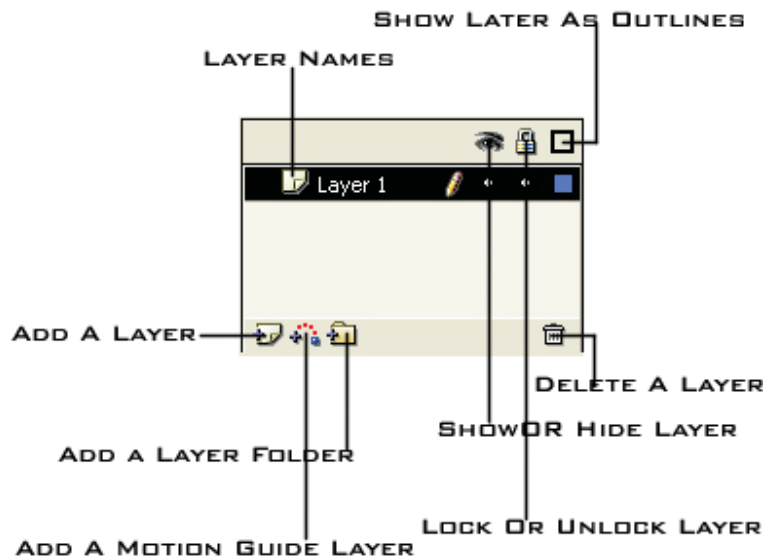 Show Later As Outlines
Layer Names
Layer 1
Add A Layer
Delete A Layer
ShowOR Hide Layer
Add a Layer Folder
Lock Or Unlock Layer
Add A Motion Guide Layer